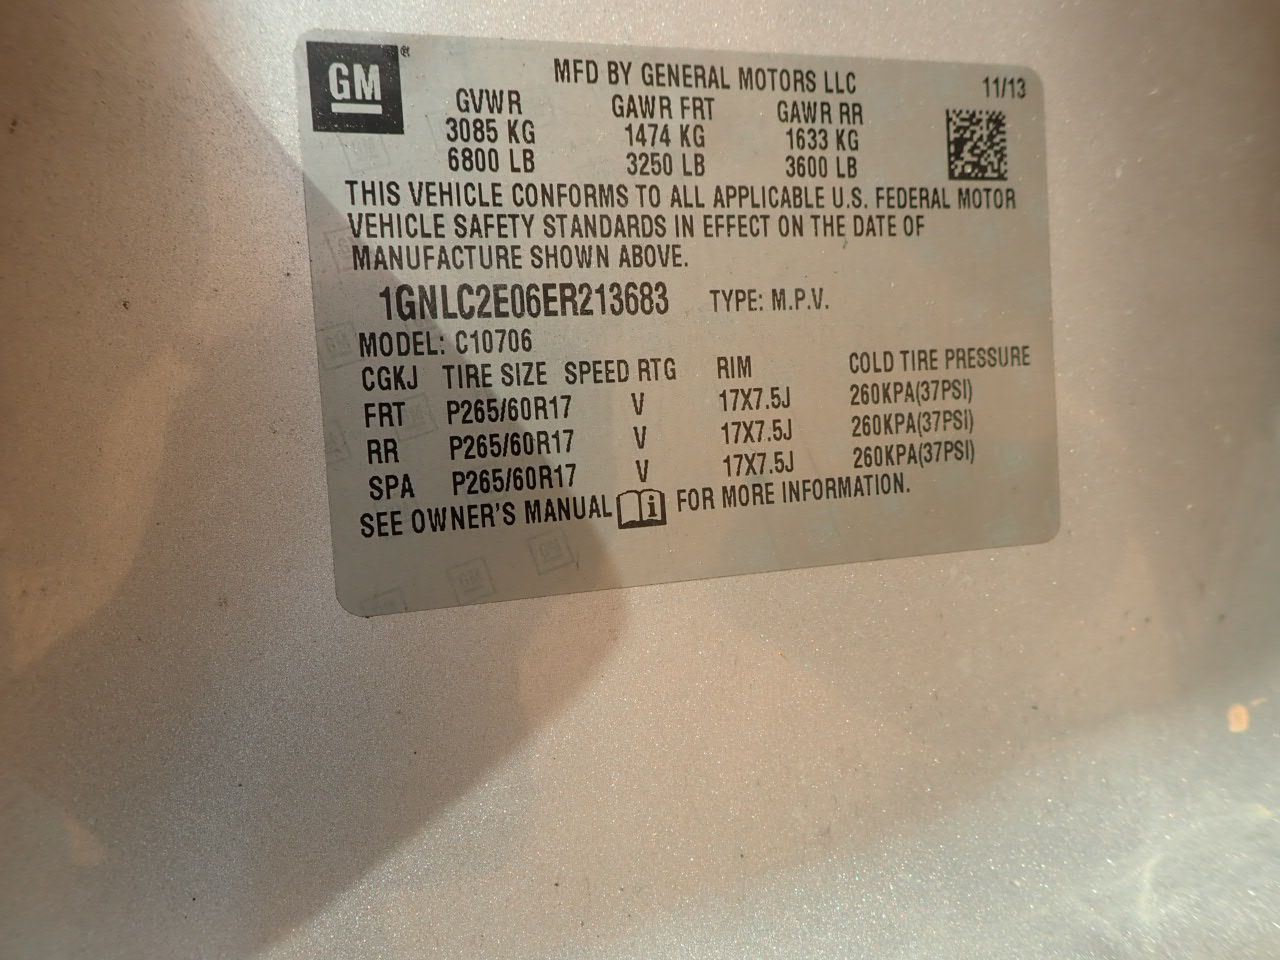 GM ®
MFD BY GENERAL MOTORS LLC 11/13
GVWR GAWR FRT GAWR RR
3085 KG 1474 KG 1633 KG
6800 LB 3250 LB 3600 LB
THIS VEHICLE CONFORMS TO ALL APPLICABLE U.S. FEDERAL MOTOR
VEHICLE SAFETY STANDARDS IN EFFECT ON THE DATE OF
MANUFACTURE SHOWN ABOVE.
1GNLC2E06ER213683 TYPE: M.P.V.
MODEL: C10706
CGKJ TIRE SIZE SPEED RTG RIM COLD TIRE PRESSURE
FRT P265/60R17 V 17X7.5J 260KPA(37PSI)
RR P265/60R17 V 17X7.5J 260KPA(37PSI)
SPA P265/60R17 V 17X7.5J 260KPA(37PSI)
SEE OWNER'S MANUAL i FOR MORE INFORMATION.